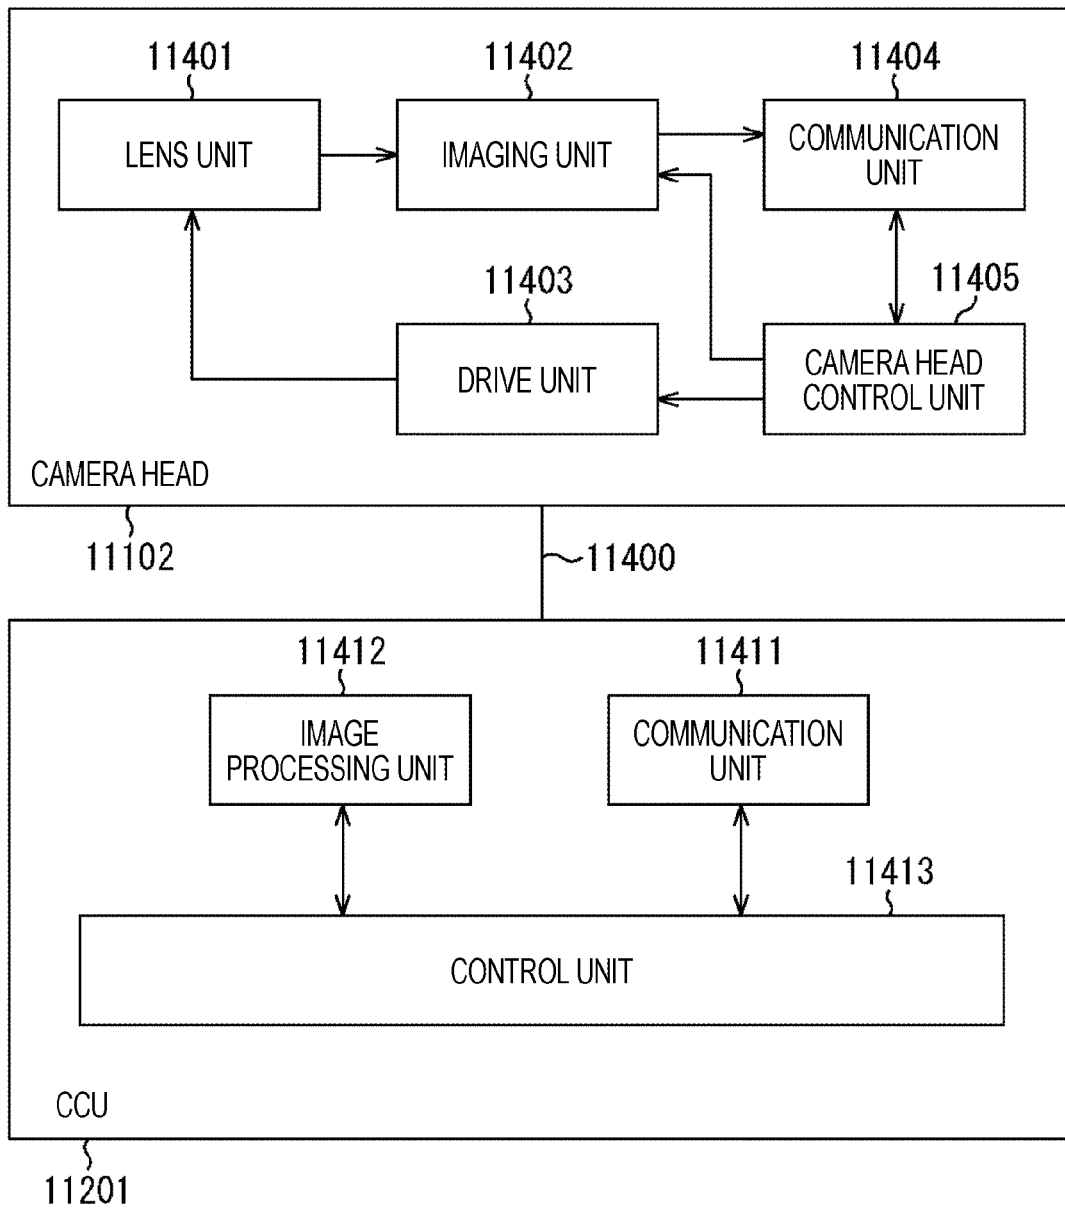 11401
11402
11404
LENS UNIT
IMAGING UNIT
COMMUNICATION
UNIT
11403
11405
DRIVE UNIT
CAMERA HEAD
CONTROL UNIT
CAMERA HEAD
11102
11400
11412
11411
IMAGE
PROCESSING UNIT
COMMUNICATION
UNIT
11413
CONTROL UNIT
CCU
11201